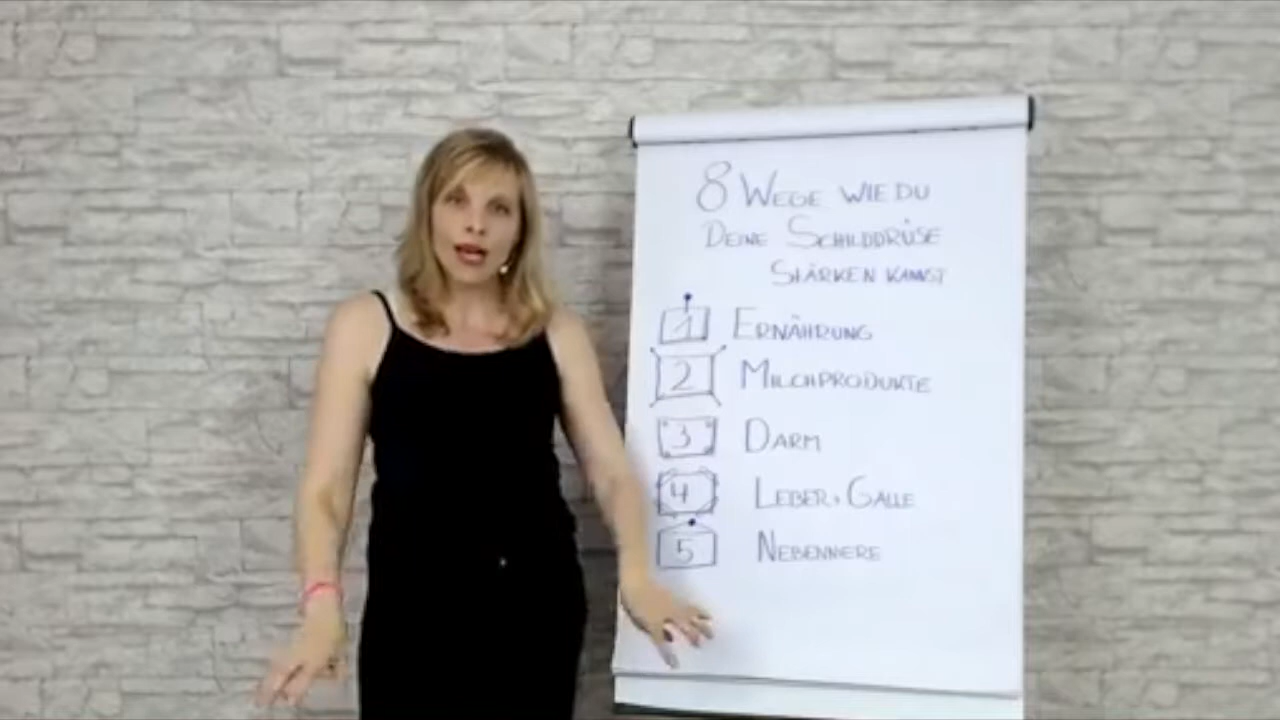 8 WEGE WIE DU
DEINE SCHILDDRÜSE
STÄRKEN KANNST
1 ERNÄHRUNG
2 MILCHPRODUKTE
3 DARM
4 LEBER + GALLE
5 NEBENNIERE